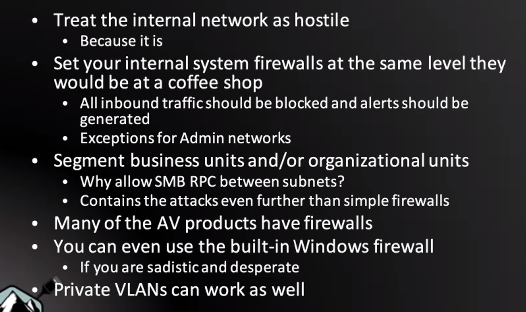 • Treat the internal network as hostile
• Because it is
• Set your internal system firewalls at the same level they
would be at a coffee shop
• All inbound traffic should be blocked and alerts should be
generated
• Exceptions for Admin networks
• Segment business units and/or organizational units
• Why allow SMB RPC between subnets?
• Contains the attacks even further than simple firewalls
• Many of the AV products have firewalls
• You can even use the built-in Windows firewall
• If you are sadistic and desperate
• Private VLANs can work as well